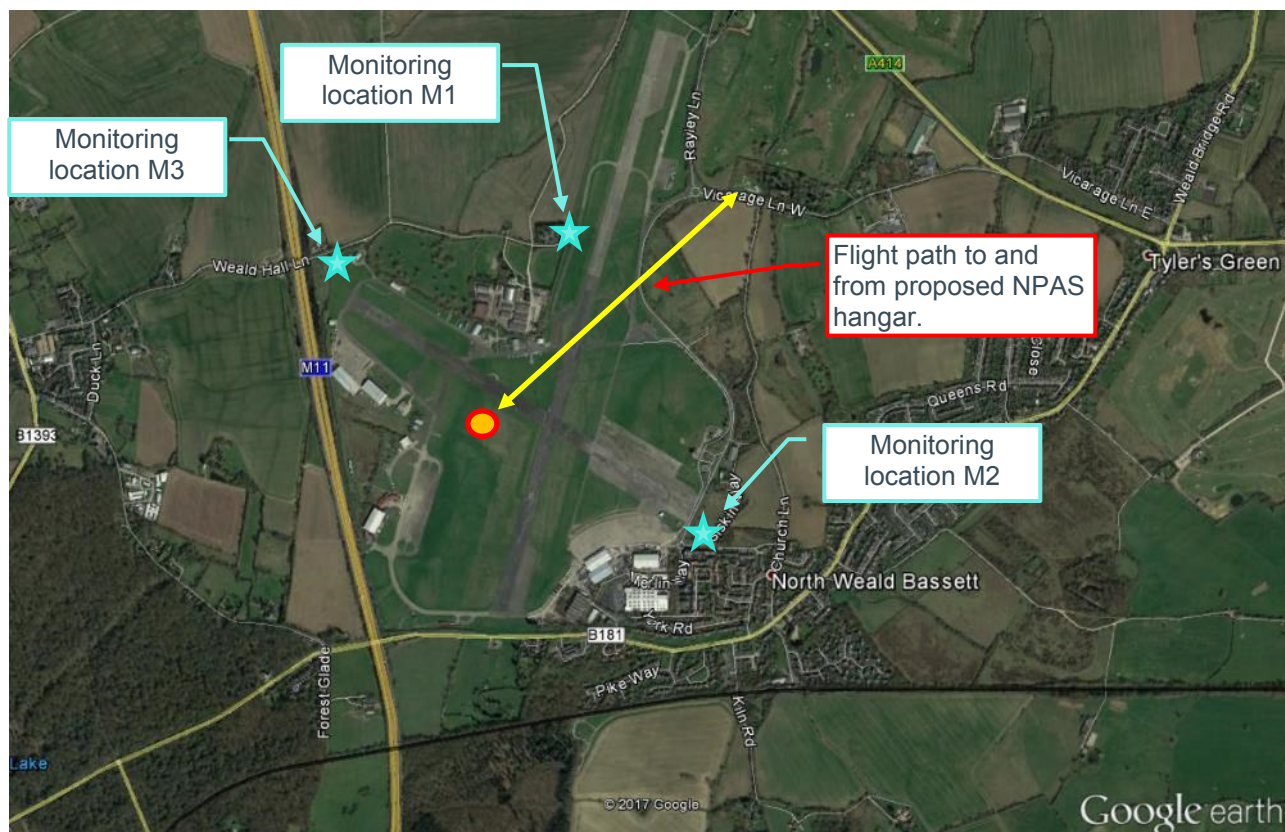 Monitoring
location M1
A414
Monitoring
location M3
Rayley Ln
Weald Bridge Rd
Vicarage Ln W
Vicarage Ln E
Weald Hall Ln
Flight path to and
from proposed NPAS
hangar.
Tyler's Green
M11
Duck Ln
Close
Queens Rd
B1393
Monitoring
location M2
Siskin Way
Church Ln
Merlin Way
North Weald Bassett
York Rd
B181
Forest Glade
Pike Way
Kiln Rd
Lake
© 2017 Google
Google earth